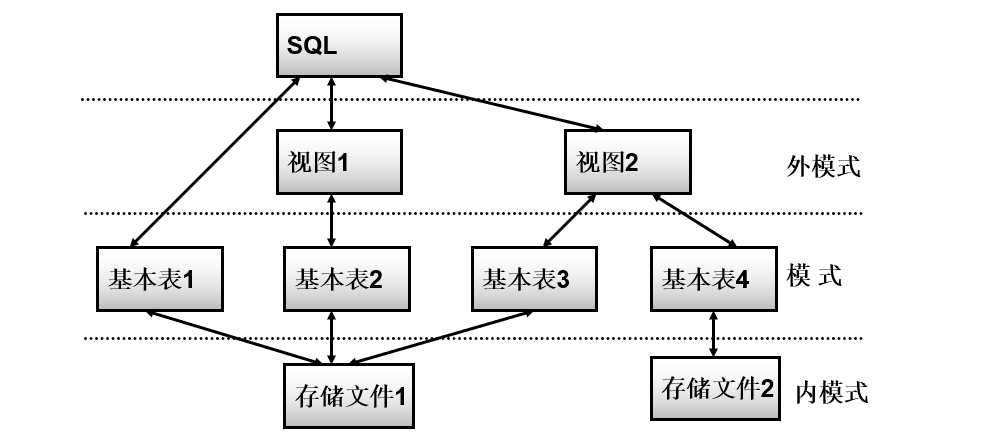 SQL
视图1
视图2
外模式
基本表1
基本表2
基本表3
基本表4
模 式
存储文件1
存储文件2
内模式